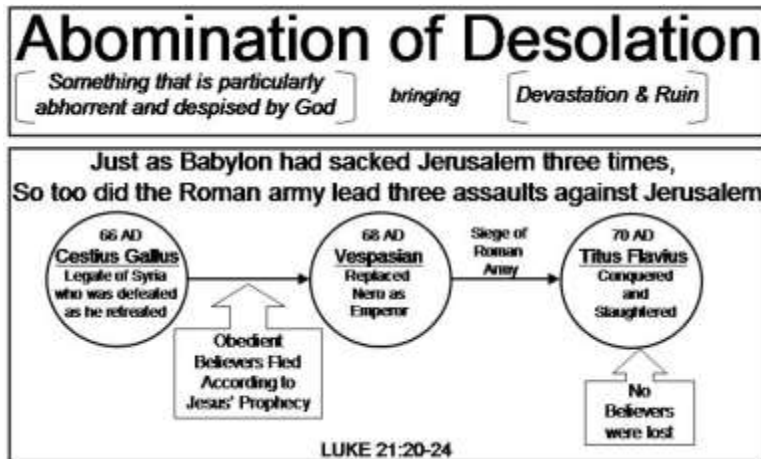 Abomination of Desolation
Something that is particularly
abhorrent and despised by God
bringing
Devastation & Ruin
Just as Babylon had sacked Jerusalem three times,
So too did the Roman army lead three assaults against Jerusalem
66 AD
Cestius Gallus
Legate of Syria
who was defeated
as he retreated
68 AD
Vespasian
Replaced
Nero as
Emperor
Siege of
Roman
Army
70 AD
Titus Flavius
Conquered
and
Slaughtered
Obedient
Believers Fled
According to
Jesus' Prophecy
No
Believers
were lost
LUKE 21:20-24